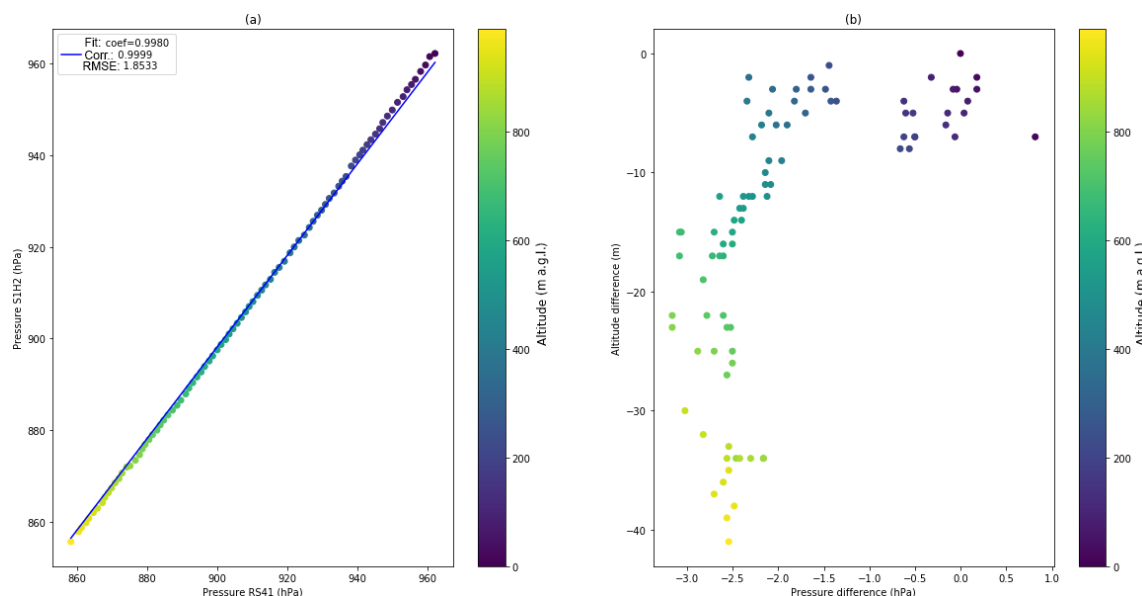 (a)
Fit: coef=0.9980
Corr.: 0.9999
RMSE: 1.8533
960
940
920
900
880
860
Pressure S1H2 (hPa)
860 880 900 920 940 960
Pressure RS41 (hPa)
800
600
400
200
0
Altitude (m a.g.l.)
(b)
0
−10
−20
−30
−40
Altitude difference (m)
−3.0 −2.5 −2.0 −1.5 −1.0 −0.5 0.0 0.5 1.0
Pressure difference (hPa)
800
600
400
200
0
Altitude (m a.g.l.)